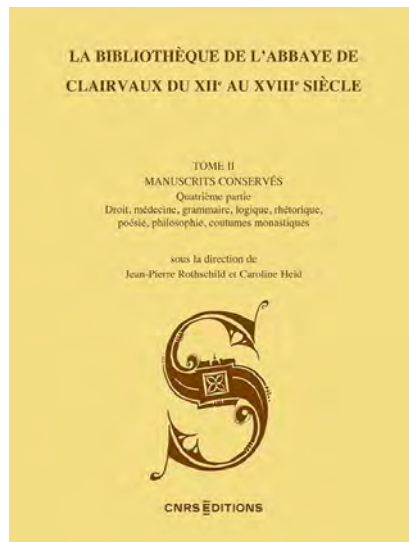 LA BIBLIOTHÈQUE DE L'ABBAYE DE
CLAIRVAUX DU XIIe AU XVIIIe SIÈCLE
TOME II
MANUSCRITS CONSERVÉS
Quatrième partie
Droit, médecine, grammaire, logique, rhétorique,
poésie, philosophie, coutumes monastiques
sous la direction de
Jean-Pierre Rothschild et Caroline Heid
CNRS EDITIONS